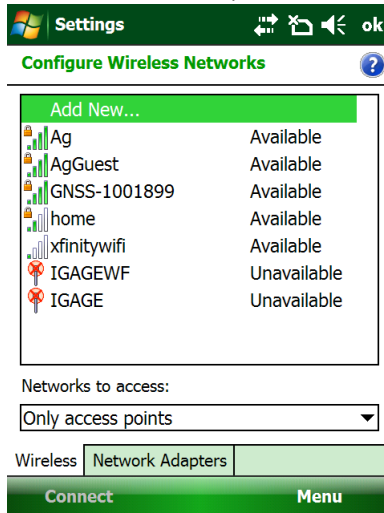 Settings ok
Configure Wireless Networks ?
Add New...
Ag Available
AgGuest Available
GNSS-1001899 Available
home Available
xfinitywifi Available
IGAGEWF Unavailable
IGAGE Unavailable
Networks to access:
Only access points
Wireless Network Adapters
Connect Menu